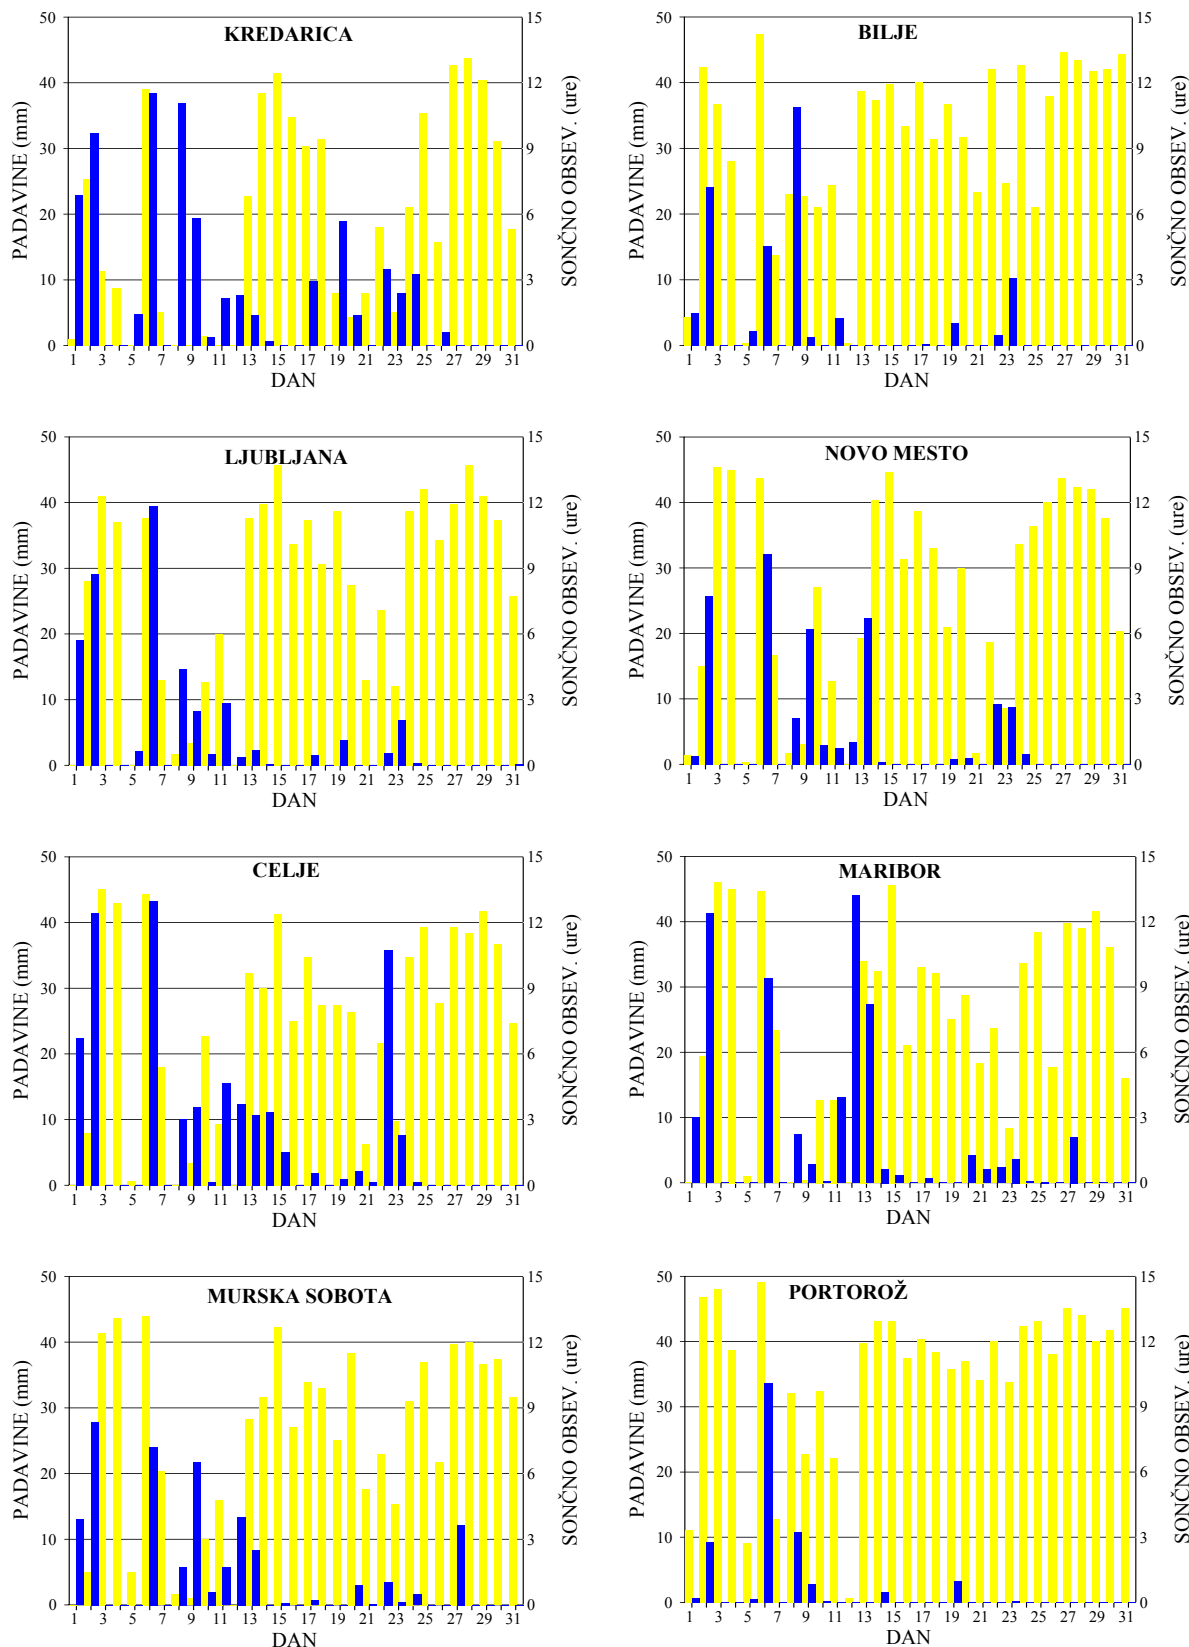 KREDARICA
PADAVINE (mm)
50
40
30
20
10
0
SONČNO OBSEV. (ure)
15
12
9
6
3
0
1 3 5 7 9 11 13 15 17 19 21 23 25 27 29 31
DAN
BILJE
PADAVINE (mm)
50
40
30
20
10
0
SONČNO OBSEV. (ure)
15
12
9
6
3
0
1 3 5 7 9 11 13 15 17 19 21 23 25 27 29 31
DAN
LJUBLJANA
PADAVINE (mm)
50
40
30
20
10
0
SONČNO OBSEV. (ure)
15
12
9
6
3
0
1 3 5 7 9 11 13 15 17 19 21 23 25 27 29 31
DAN
NOVO MESTO
PADAVINE (mm)
50
40
30
20
10
0
SONČNO OBSEV. (ure)
15
12
9
6
3
0
1 3 5 7 9 11 13 15 17 19 21 23 25 27 29 31
DAN
CELJE
PADAVINE (mm)
50
40
30
20
10
0
SONČNO OBSEV. (ure)
15
12
9
6
3
0
1 3 5 7 9 11 13 15 17 19 21 23 25 27 29 31
DAN
MARIBOR
PADAVINE (mm)
50
40
30
20
10
0
SONČNO OBSEV. (ure)
15
12
9
6
3
0
1 3 5 7 9 11 13 15 17 19 21 23 25 27 29 31
DAN
MURSKA SOBOTA
PADAVINE (mm)
50
40
30
20
10
0
SONČNO OBSEV. (ure)
15
12
9
6
3
0
1 3 5 7 9 11 13 15 17 19 21 23 25 27 29 31
DAN
PORTOROŽ
PADAVINE (mm)
50
40
30
20
10
0
SONČNO OBSEV. (ure)
15
12
9
6
3
0
1 3 5 7 9 11 13 15 17 19 21 23 25 27 29 31
DAN